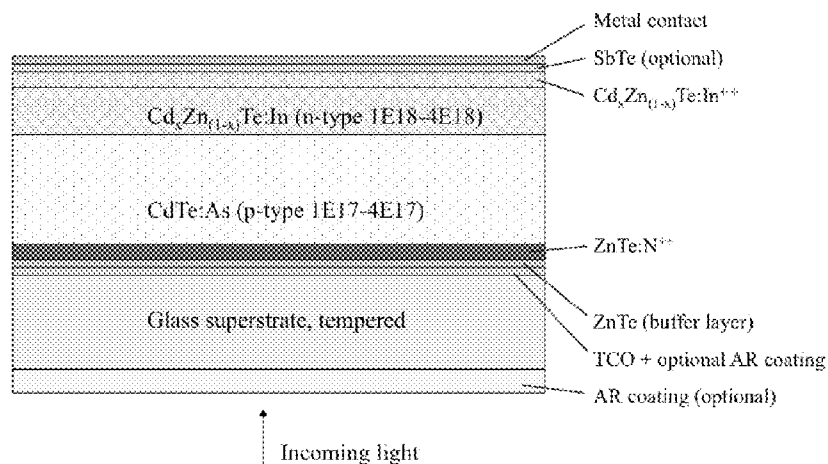 Metal contact
SbTe (optional)
CdₓZn₍₁₋ₓ₎Te:In⁺⁺
CdₓZn₍₁₋ₓ₎Te:In (n-type 1E18-4E18)
CdTe:As (p-type 1E17-4E17)
ZnTe:N⁺⁺
Glass superstrate, tempered
ZnTe (buffer layer)
TCO + optional AR coating
AR coating (optional)
Incoming light